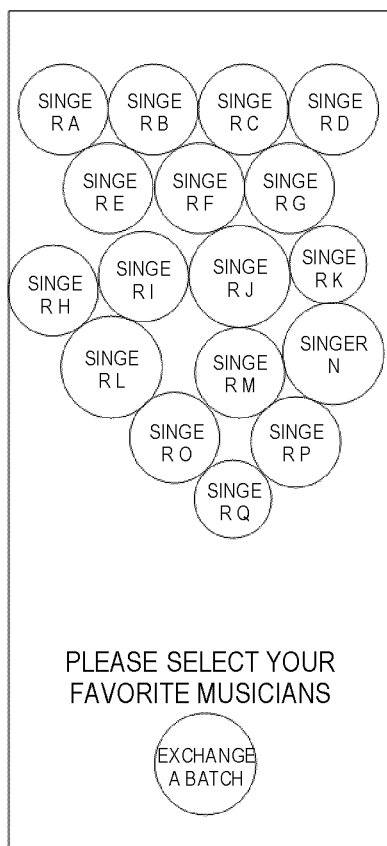 SINGE
R A
SINGE
R B
SINGE
R C
SINGE
R D
SINGE
R E
SINGE
R F
SINGE
R G
SINGE
R H
SINGE
R I
SINGE
R J
SINGE
R K
SINGE
R L
SINGE
R M
SINGER
N
SINGE
R O
SINGE
R P
SINGE
R Q
PLEASE SELECT YOUR
FAVORITE MUSICIANS
EXCHANGE
A BATCH